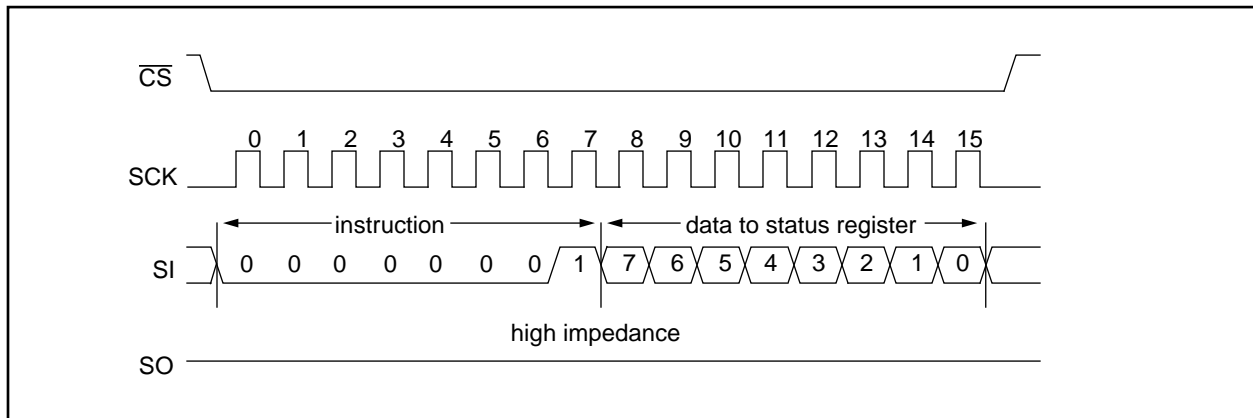 CS
0 1 2 3 4 5 6 7 8 9 10 11 12 13 14 15
SCK
instruction data to status register
SI 0 0 0 0 0 0 0 1 7 6 5 4 3 2 1 0
high impedance
SO